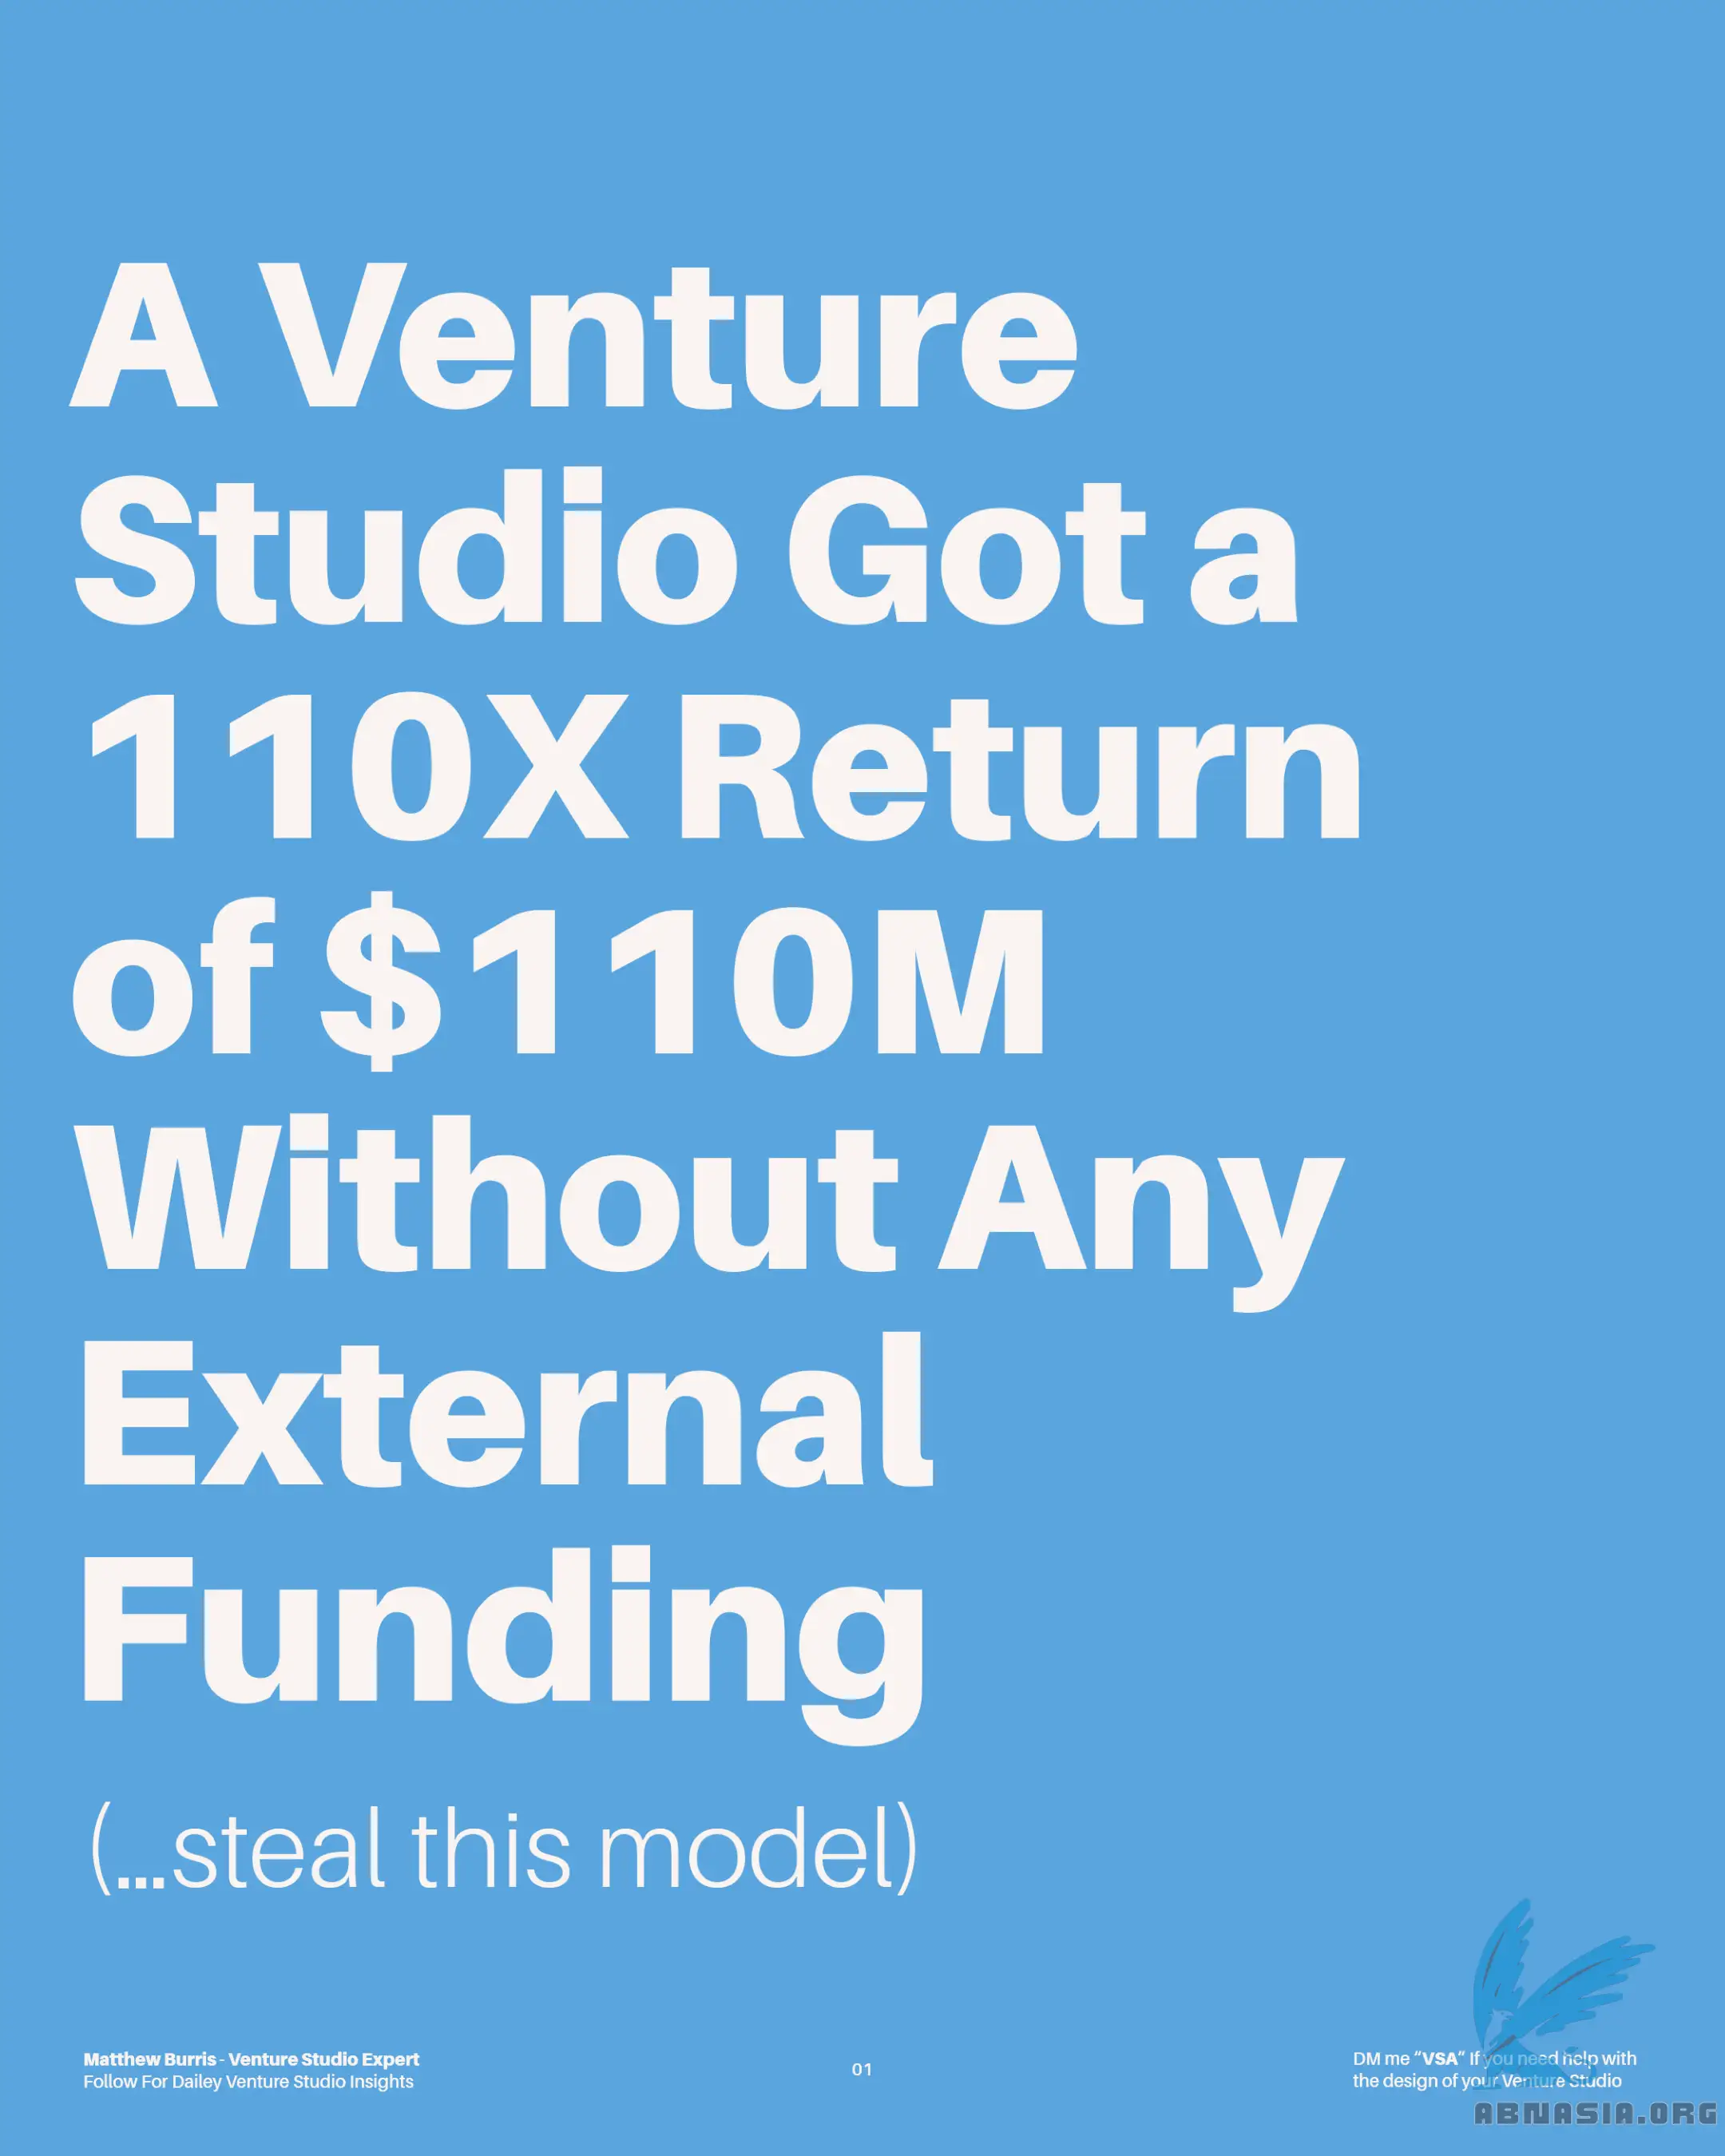 A Venture
Studio Got a
110X Return
of $110M
Without Any
External
Funding
(...steal this model)
Matthew Burris - Venture Studio Expert
Follow For Dailey Venture Studio Insights
01
DM me “VSA” If you need help with
the design of your Venture Studio
ABNASIA.ORG